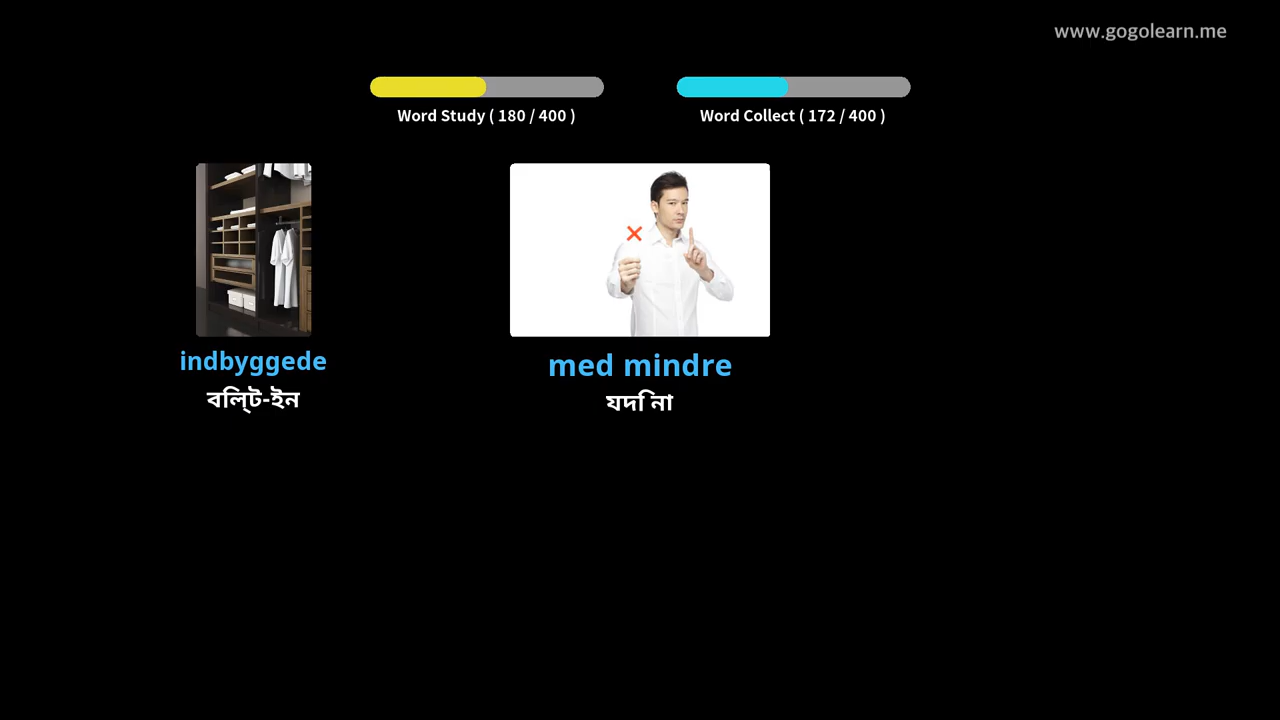 www.gogolearn.me
Word Study ( 180 / 400 )
Word Collect ( 172 / 400 )
indbyggede
বিল্ট-ইন
med mindre
যদি না